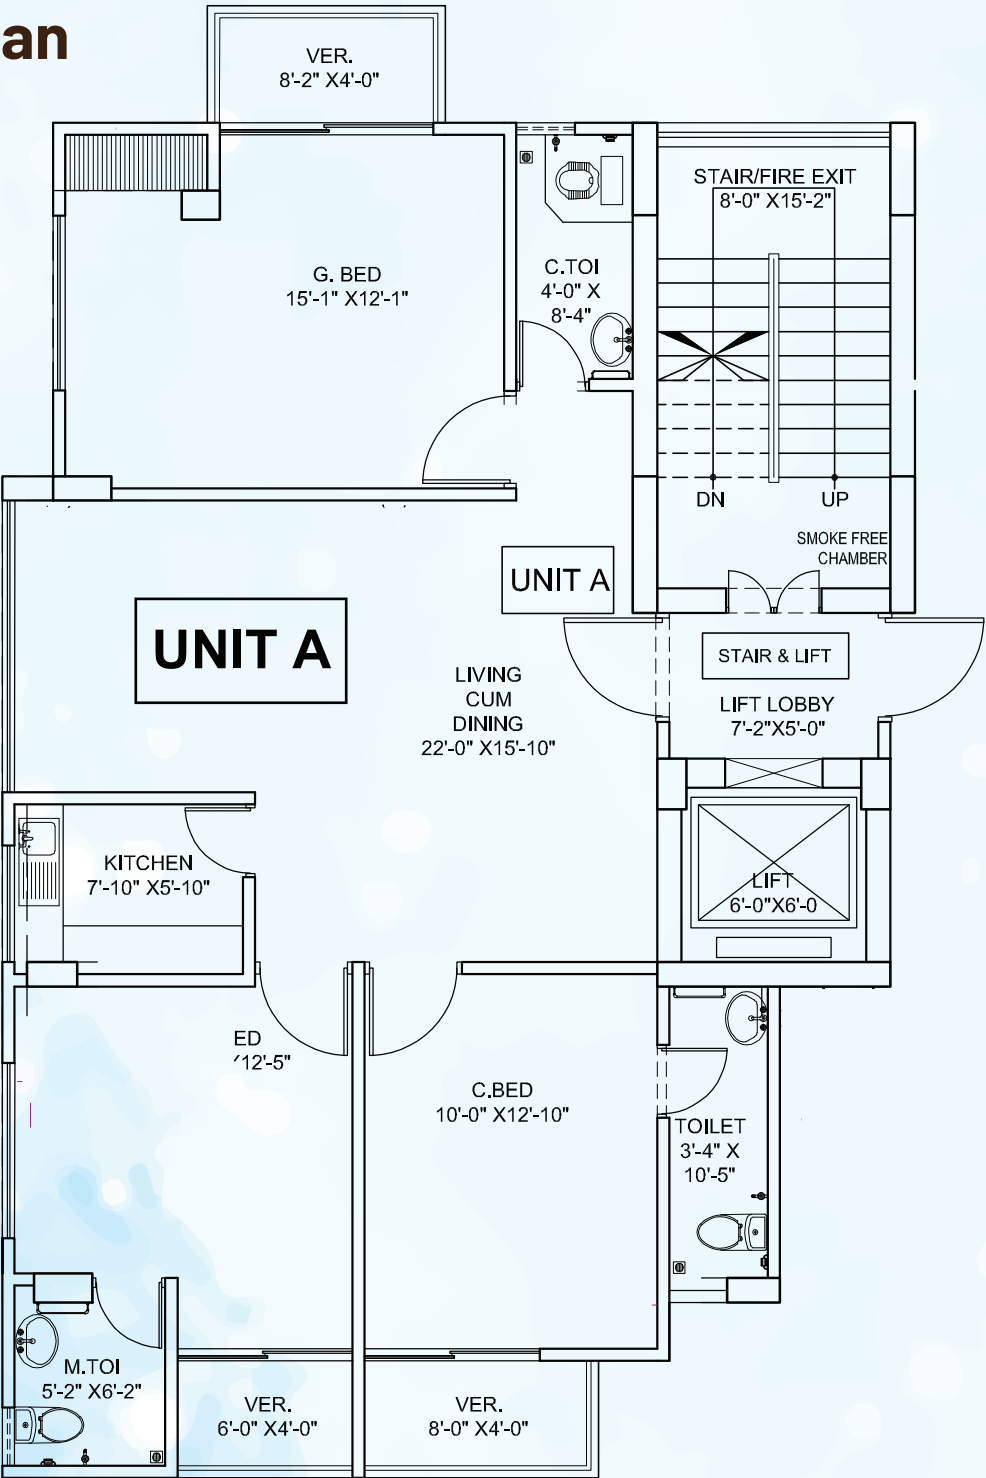 an
VER.
8'-2" X4'-0"
STAIR/FIRE EXIT
8'-0" X15'-2"
G. BED
15'-1" X12'-1"
C.TOI
4'-0" X
8'-4"
DN
UP
SMOKE FREE
CHAMBER
UNIT A
UNIT A
STAIR & LIFT
LIVING
CUM
DINING
22'-0" X15'-10"
LIFT LOBBY
7'-2"X5'-0"
KITCHEN
7'-10" X5'-10"
LIFT
6'-0"X6'-0
ED
12'-5"
C.BED
10'-0" X12'-10"
TOILET
3'-4" X
10'-5"
M.TOI
5'-2" X6'-2"
VER.
6'-0" X4'-0"
VER.
8'-0" X4'-0"